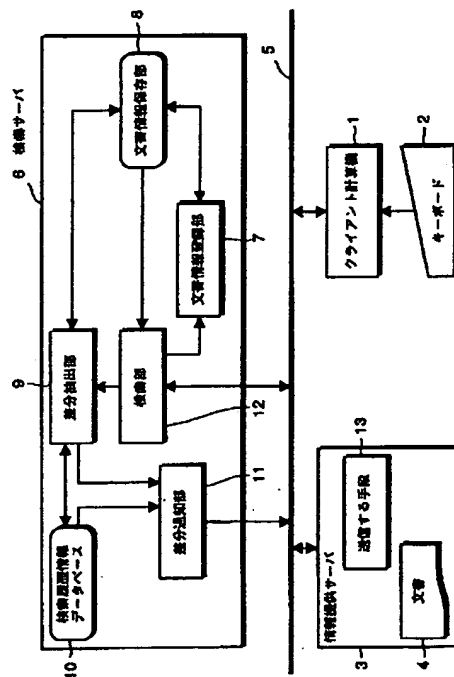 6 検索サーバ
8
文書情報保存部
文書情報登録部
7
9
差分抽出部
検索部
12
検索履歴情報
データベース
10
差分通知部
11
5
クライアント計算機
1
キーボード
2
情報提供サーバ
3
送信する手段
13
文書
4